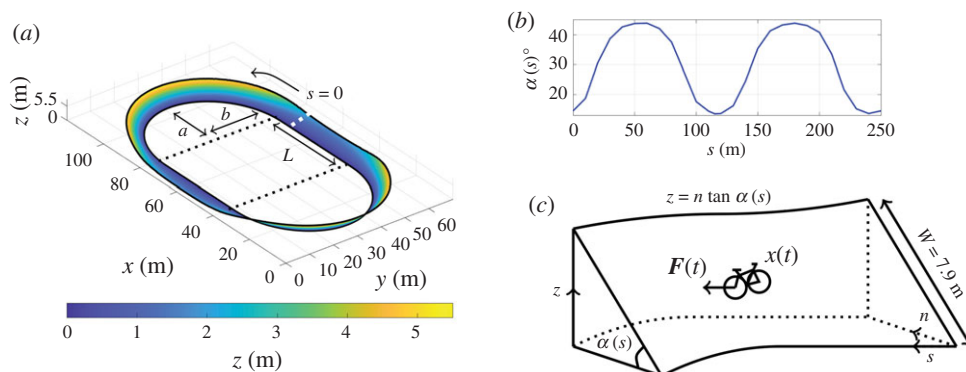 (a)
z (m)
5.5
0
s = 0
a
b
L
100
80
60
40
20
0
x (m)
0
10
20
30
40
50
60
y (m)
0 1 2 3 4 5
z (m)
(b)
α(s)°
40
30
20
0 50 100 150 200 250
s (m)
(c)
z = n tan α(s)
F(t)
x(t)
W = 7.9 m
z
n
α(s)
s